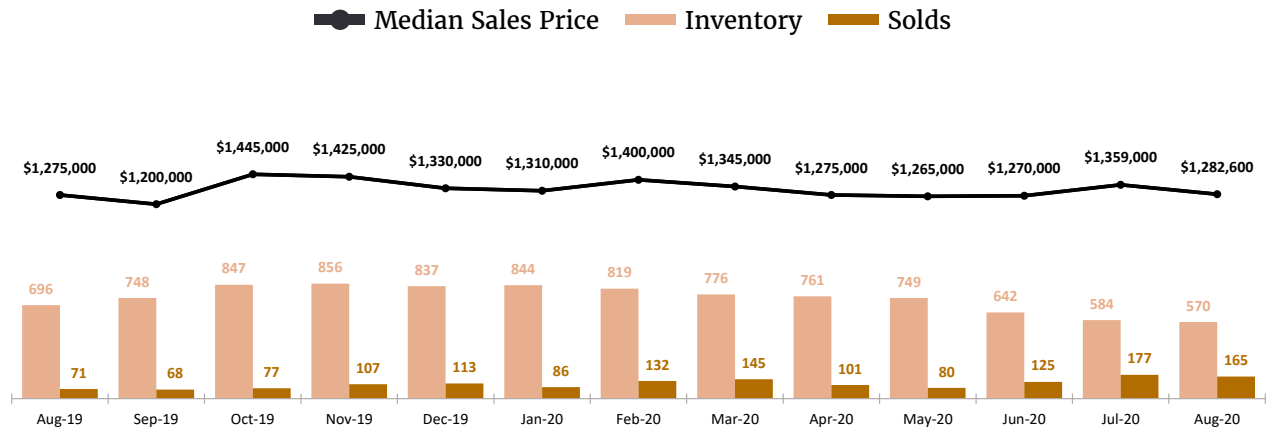 Median Sales Price Inventory Solds
$1,275,000 $1,200,000 $1,445,000 $1,425,000 $1,330,000 $1,310,000 $1,400,000 $1,345,000 $1,275,000 $1,265,000 $1,270,000 $1,359,000 $1,282,600
696 748 847 856 837 844 819 776 761 749 642 584 570
71 68 77 107 113 86 132 145 101 80 125 177 165
Aug-19 Sep-19 Oct-19 Nov-19 Dec-19 Jan-20 Feb-20 Mar-20 Apr-20 May-20 Jun-20 Jul-20 Aug-20